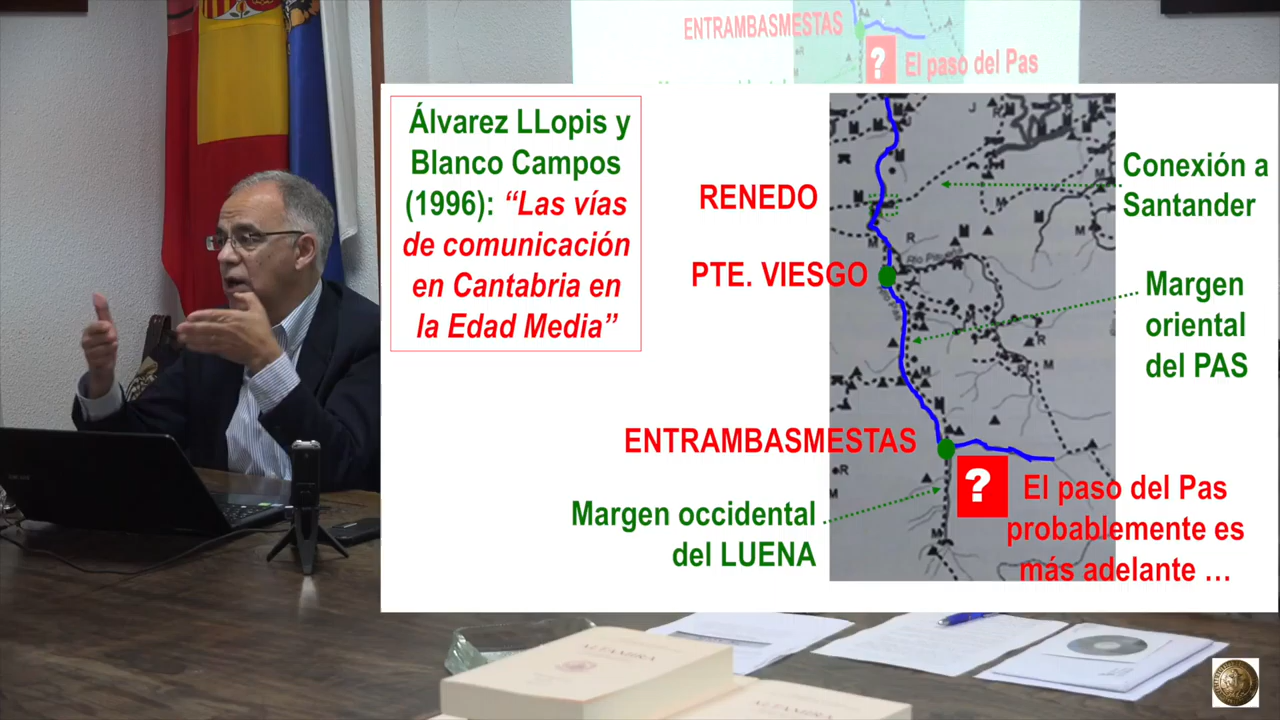 ENTRAMBASMESTAS
?
El paso del Pas
Álvarez LLopis y
Blanco Campos
(1996): “Las vías
de comunicación
en Cantabria en
la Edad Media”
RENEDO
PTE. VIESGO
ENTRAMBASMESTAS
Margen occidental
del LUENA
Conexión a
Santander
Margen
oriental
del PAS
?
El paso del Pas
probablemente es
más adelante …
ALTAMIRA
ALTAMIRA